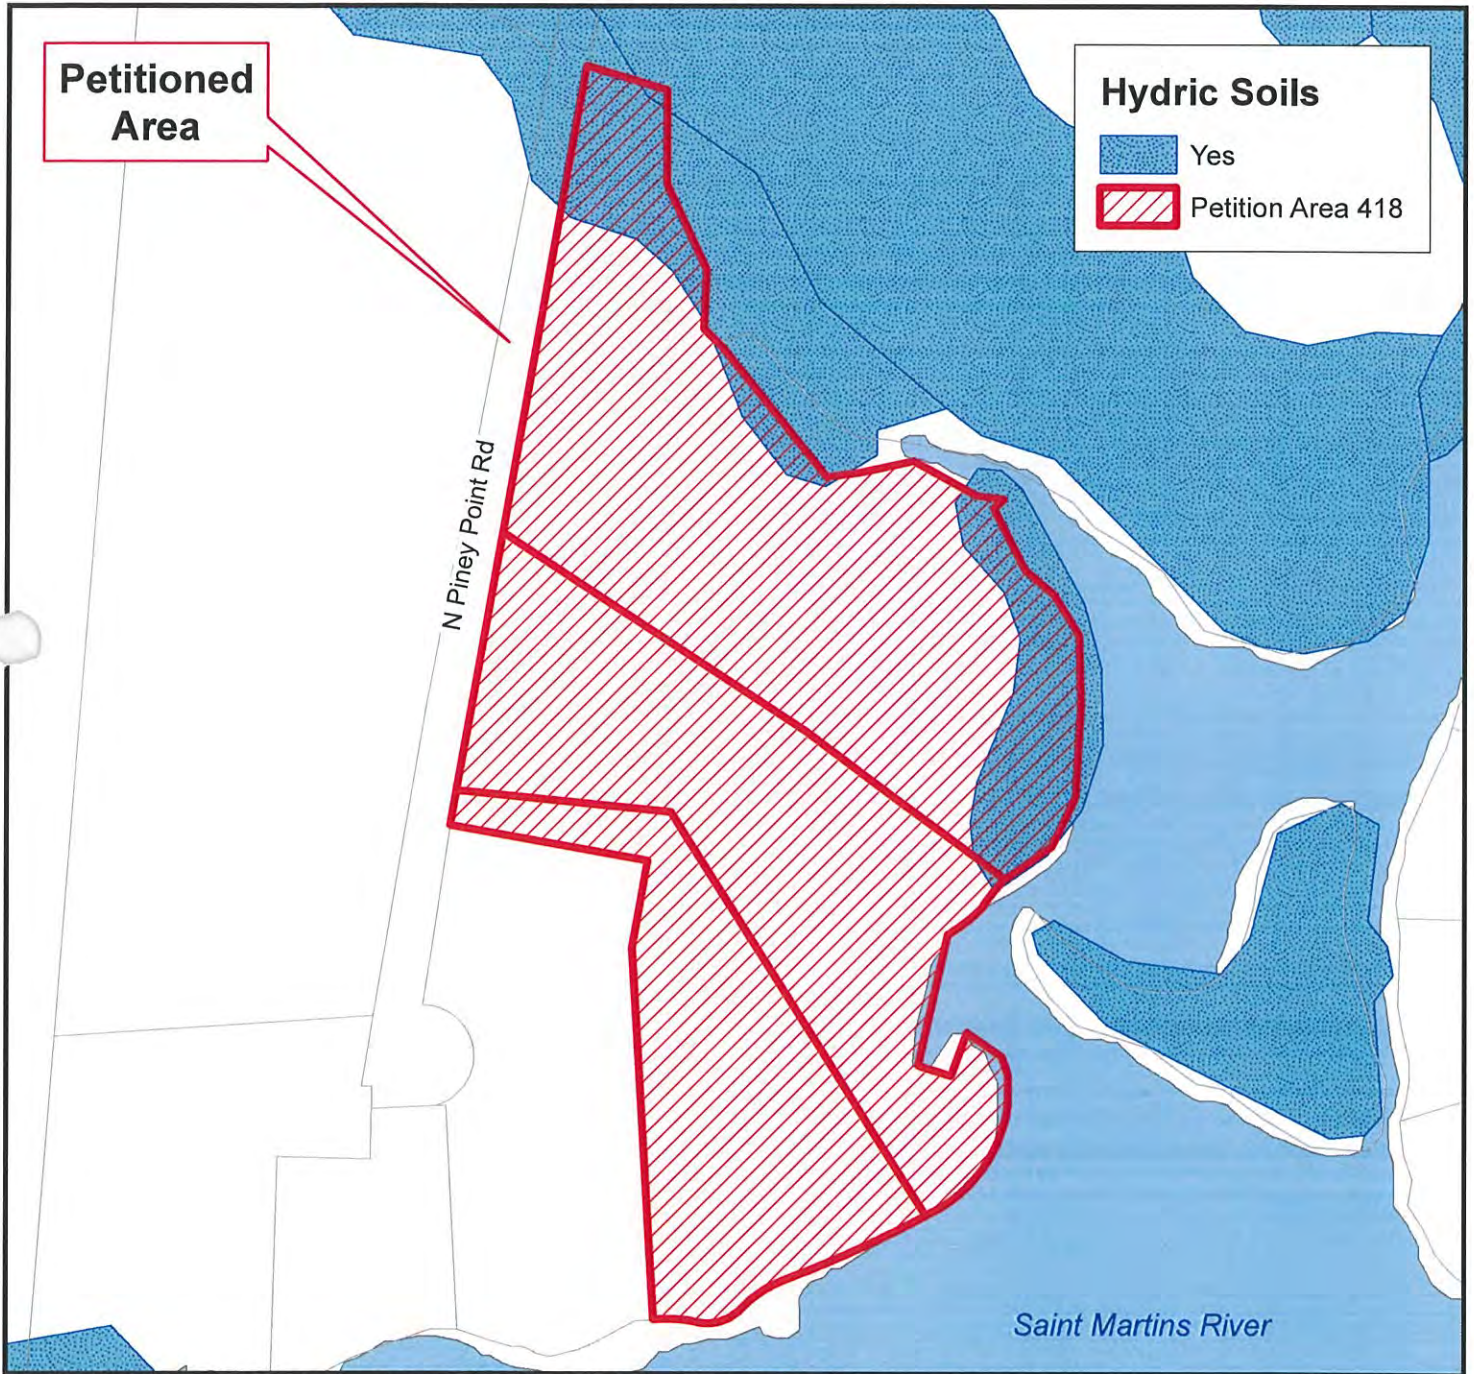 Petitioned
Area
Hydric Soils
Yes
Petition Area 418
N Piney Point Rd
Saint Martins River